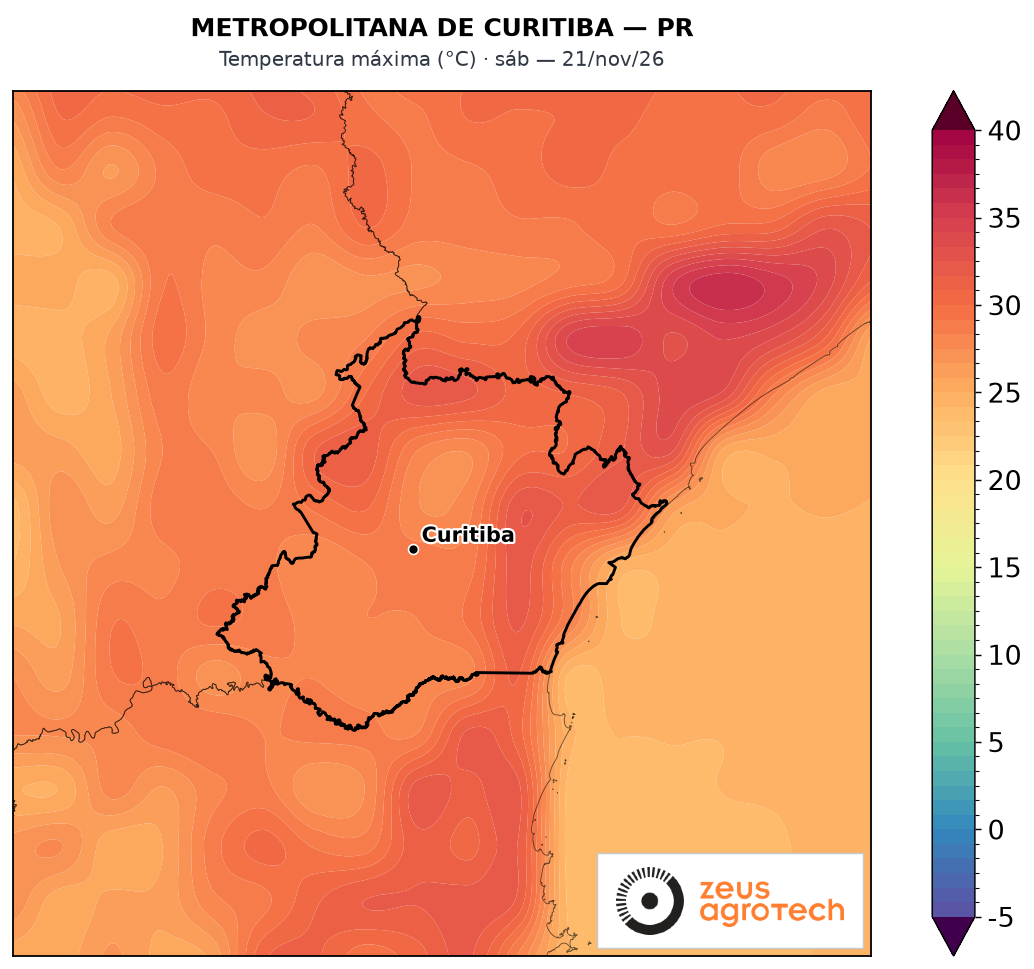 METROPOLITANA DE CURITIBA — PR
Temperatura máxima (°C) · sáb — 21/nov/26
40
35
30
25
20
15
10
5
0
-5
Curitiba
zeus
agrotech